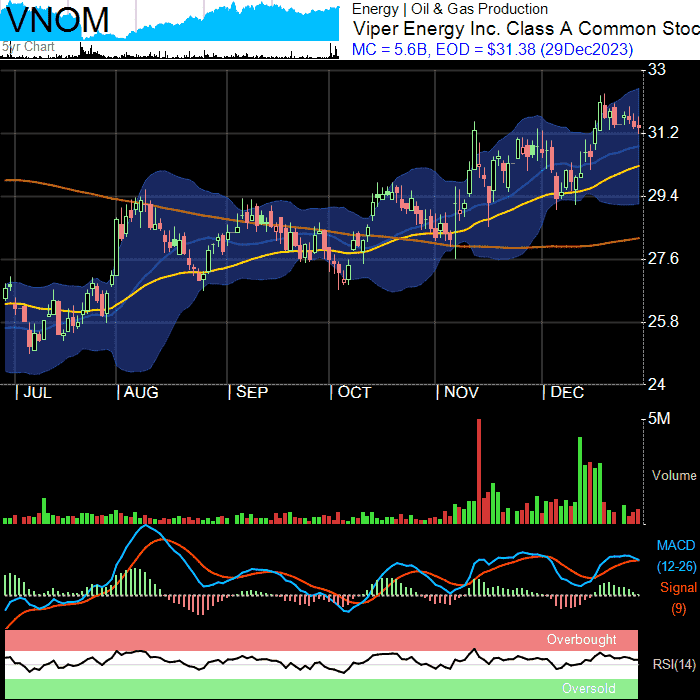 VNOM
5yr Chart
Energy | Oil & Gas Production
Viper Energy Inc. Class A Common Stoc
MC = 5.6B, EOD = $31.38 (29Dec2023)
33
31.2
29.4
27.6
25.8
24
| JUL | AUG | SEP | OCT | NOV | DEC
5M
Volume
MACD
(12-26)
Signal
(9)
Overbought
RSI(14)
Oversold